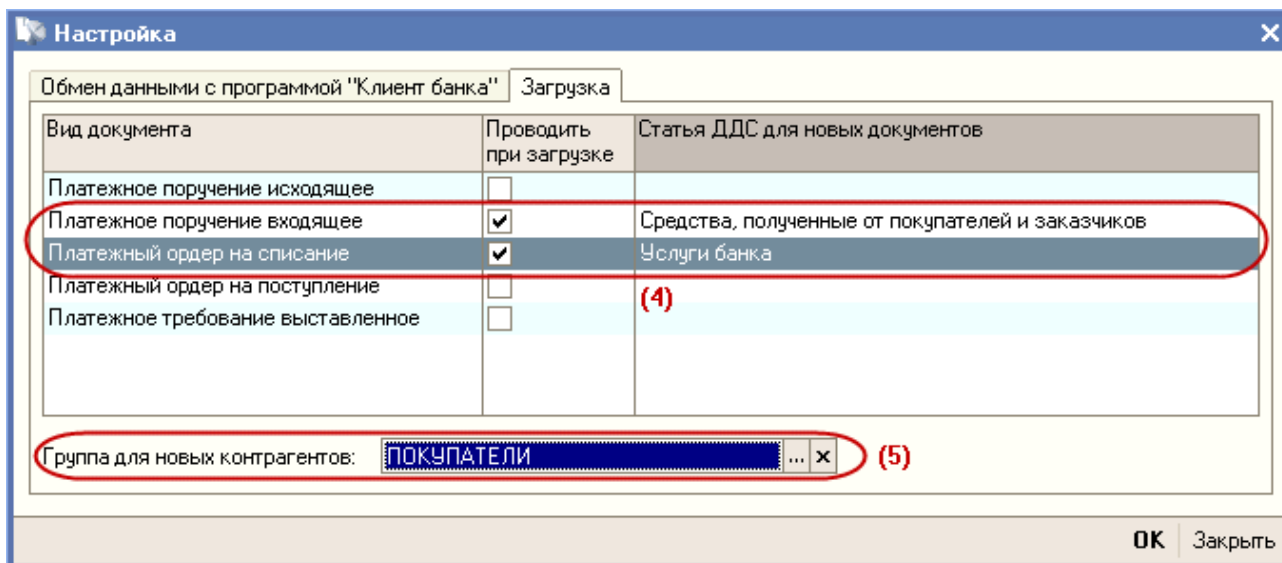 Настройка
Обмен данными с программой "Клиент банка" Загрузка
Вид документа Проводить при загрузке Статья ДДС для новых документов
Платежное поручение исходящее
Платежное поручение входящее Средства, полученные от покупателей и заказчиков
Платежный ордер на списание Услуги банка
Платежный ордер на поступление
(4)
Платежное требование выставленное
Группа для новых контрагентов: ПОКУПАТЕЛИ ... x (5)
OK Закрыть